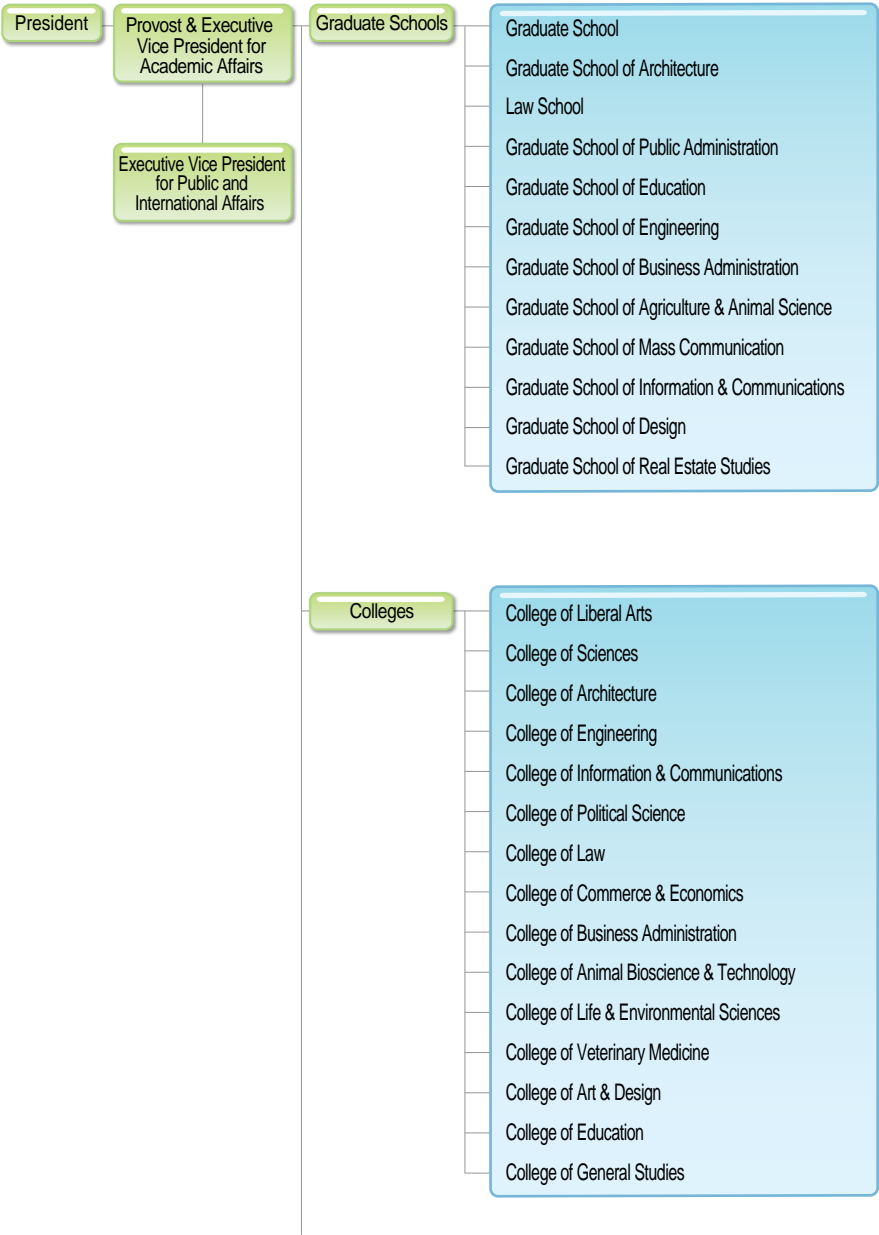 President
Provost & Executive
Vice President for
Academic Affairs
Executive Vice President
for Public and
International Affairs
Graduate Schools
Graduate School
Graduate School of Architecture
Law School
Graduate School of Public Administration
Graduate School of Education
Graduate School of Engineering
Graduate School of Business Administration
Graduate School of Agriculture & Animal Science
Graduate School of Mass Communication
Graduate School of Information & Communications
Graduate School of Design
Graduate School of Real Estate Studies
Colleges
College of Liberal Arts
College of Sciences
College of Architecture
College of Engineering
College of Information & Communications
College of Political Science
College of Law
College of Commerce & Economics
College of Business Administration
College of Animal Bioscience & Technology
College of Life & Environmental Sciences
College of Veterinary Medicine
College of Art & Design
College of Education
College of General Studies